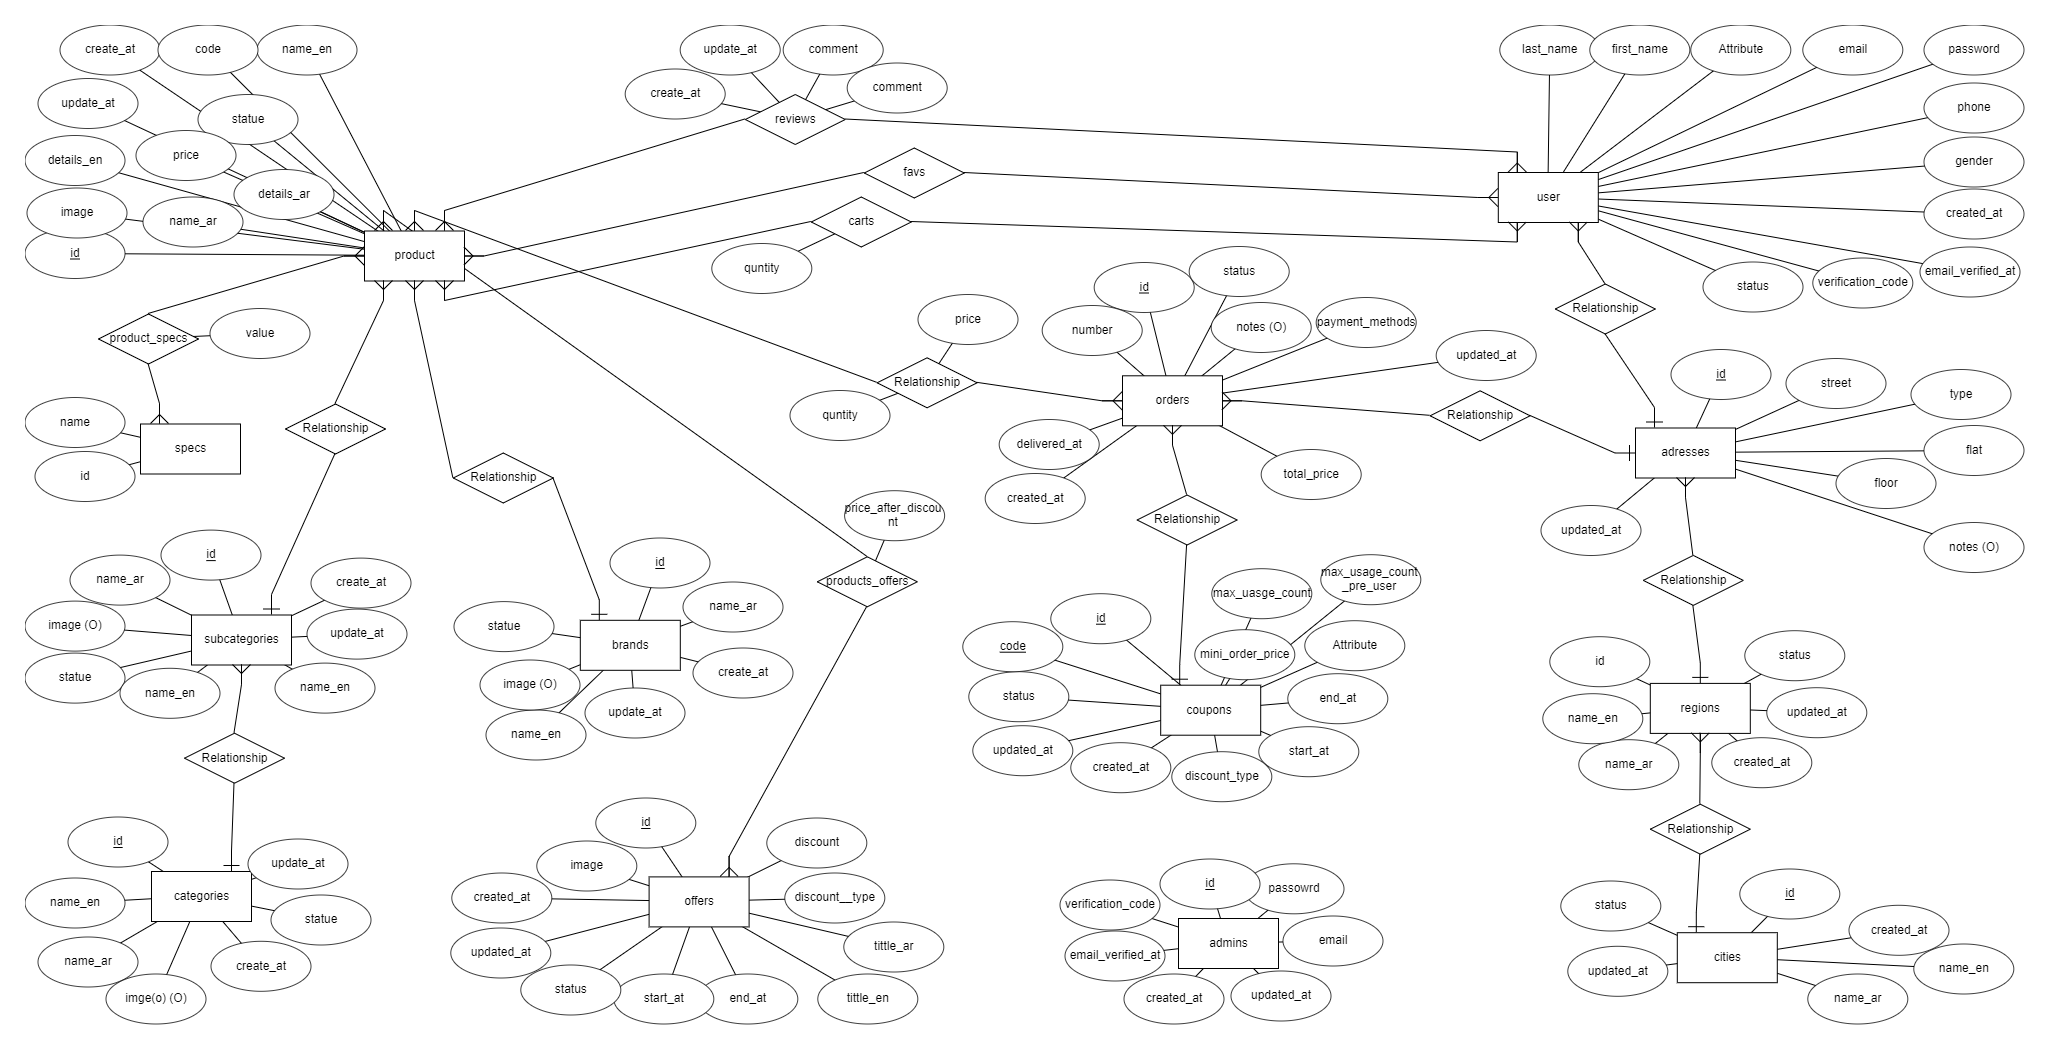 create_at
code
name_en
update_at
statue
price
details_en
details_ar
image
name_ar
id
product
update_at
comment
create_at
comment
reviews
favs
carts
quntity
last_name
first_name
Attribute
email
password
phone
gender
created_at
email_verified_at
verification_code
status
user
Relationship
product_specs
value
name
id
specs
Relationship
Relationship
price
Relationship
quntity
id
status
number
notes (O)
payment_methods
updated_at
orders
delivered_at
created_at
total_price
Relationship
id
street
type
flat
floor
notes (O)
updated_at
adresses
Relationship
price_after_discou
nt
products_offers
id
name_ar
create_at
image (O)
update_at
statue
name_en
name_en
subcategories
id
name_ar
statue
create_at
image (O)
update_at
name_en
brands
max_uasge_count
max_usage_count
_pre_user
id
code
mini_order_price
Attribute
status
end_at
updated_at
start_at
created_at
discount_type
coupons
Relationship
id
status
name_en
updated_at
name_ar
created_at
regions
Relationship
Relationship
id
update_at
name_en
statue
name_ar
create_at
imge(o) (O)
categories
id
discount
image
created_at
discount__type
updated_at
tittle_ar
status
start_at
end_at
tittle_en
offers
id
passowrd
verification_code
email
email_verified_at
created_at
updated_at
admins
id
status
created_at
updated_at
name_en
name_ar
cities